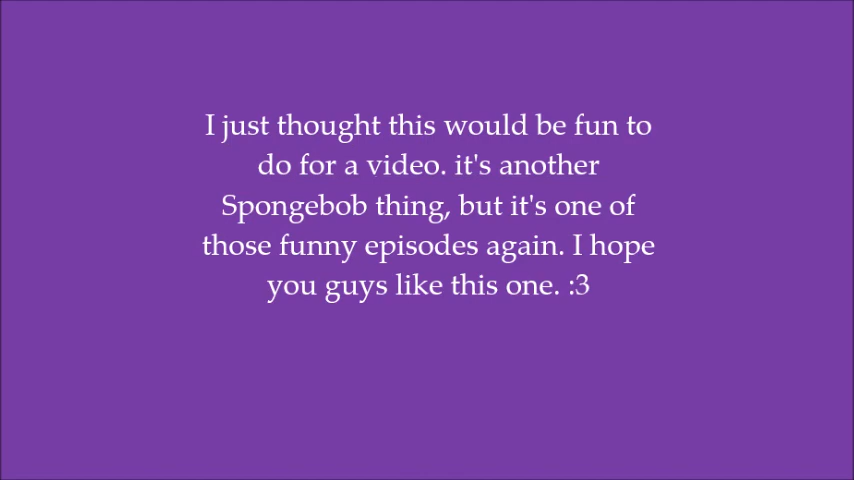 I just thought this would be fun to
do for a video. it's another
Spongebob thing, but it's one of
those funny episodes again. I hope
you guys like this one. :3